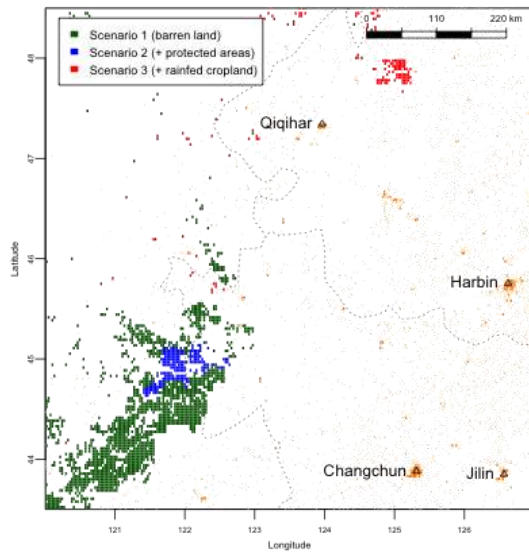 0 110 220 km
Scenario 1 (barren land)
Scenario 2 (+ protected areas)
Scenario 3 (+ rainfed cropland)
Qiqihar
Harbin
Changchun
Jilin
Latitude
48
47
46
45
44
121 122 123 124 125 126
Longitude